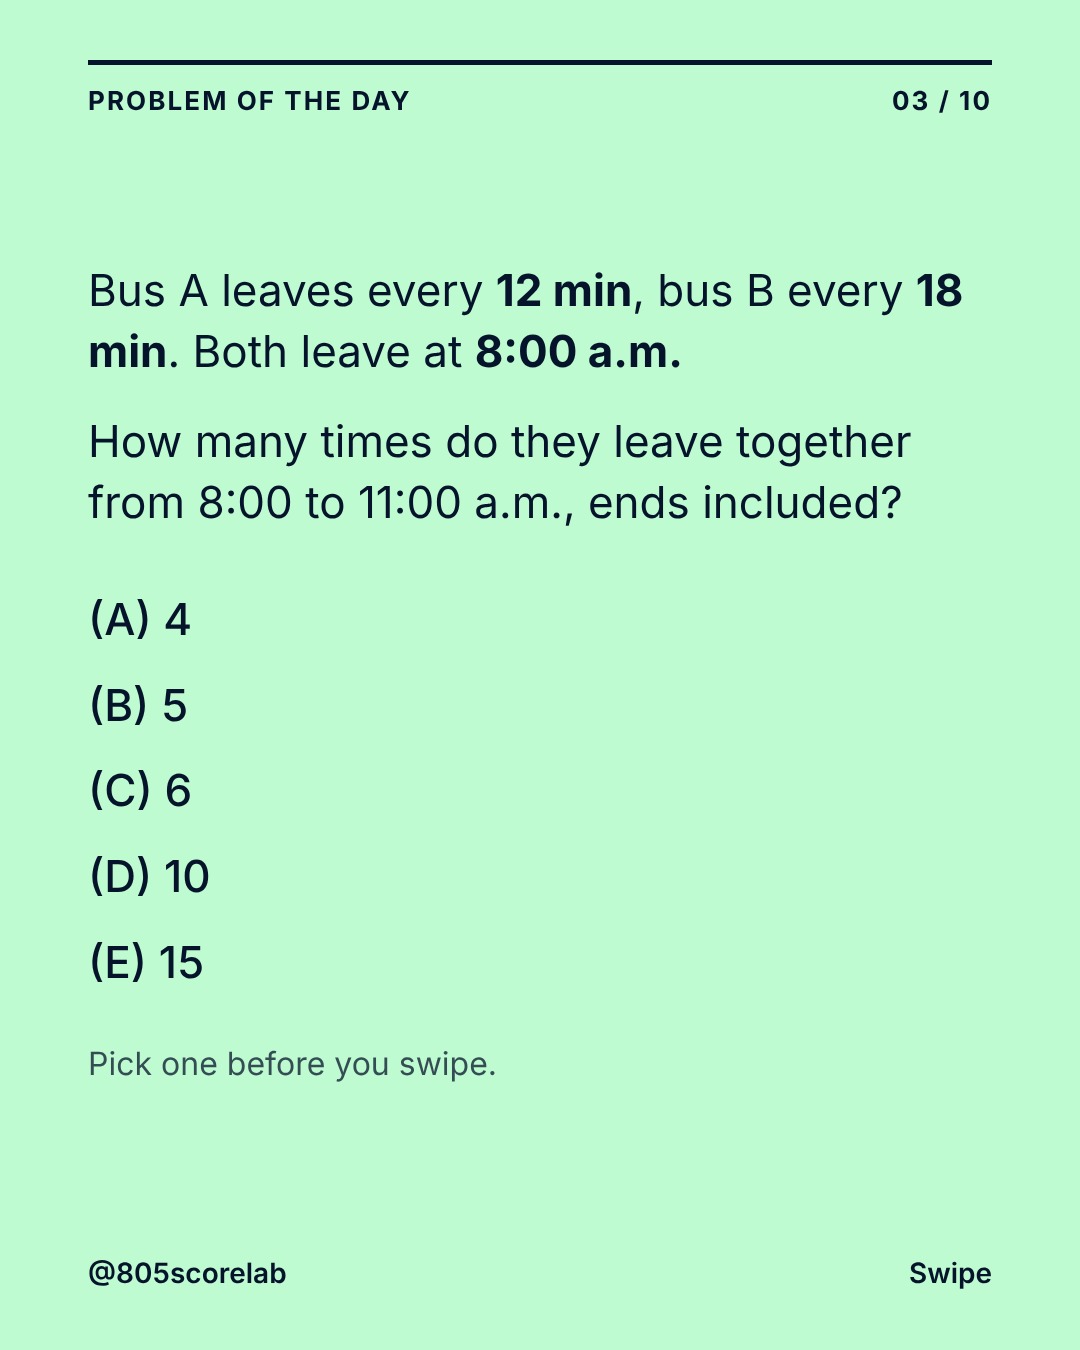 PROBLEM OF THE DAY
03 / 10
Bus A leaves every 12 min, bus B every 18
min. Both leave at 8:00 a.m.
How many times do they leave together
from 8:00 to 11:00 a.m., ends included?
(A) 4
(B) 5
(C) 6
(D) 10
(E) 15
Pick one before you swipe.
@805scorelab
Swipe